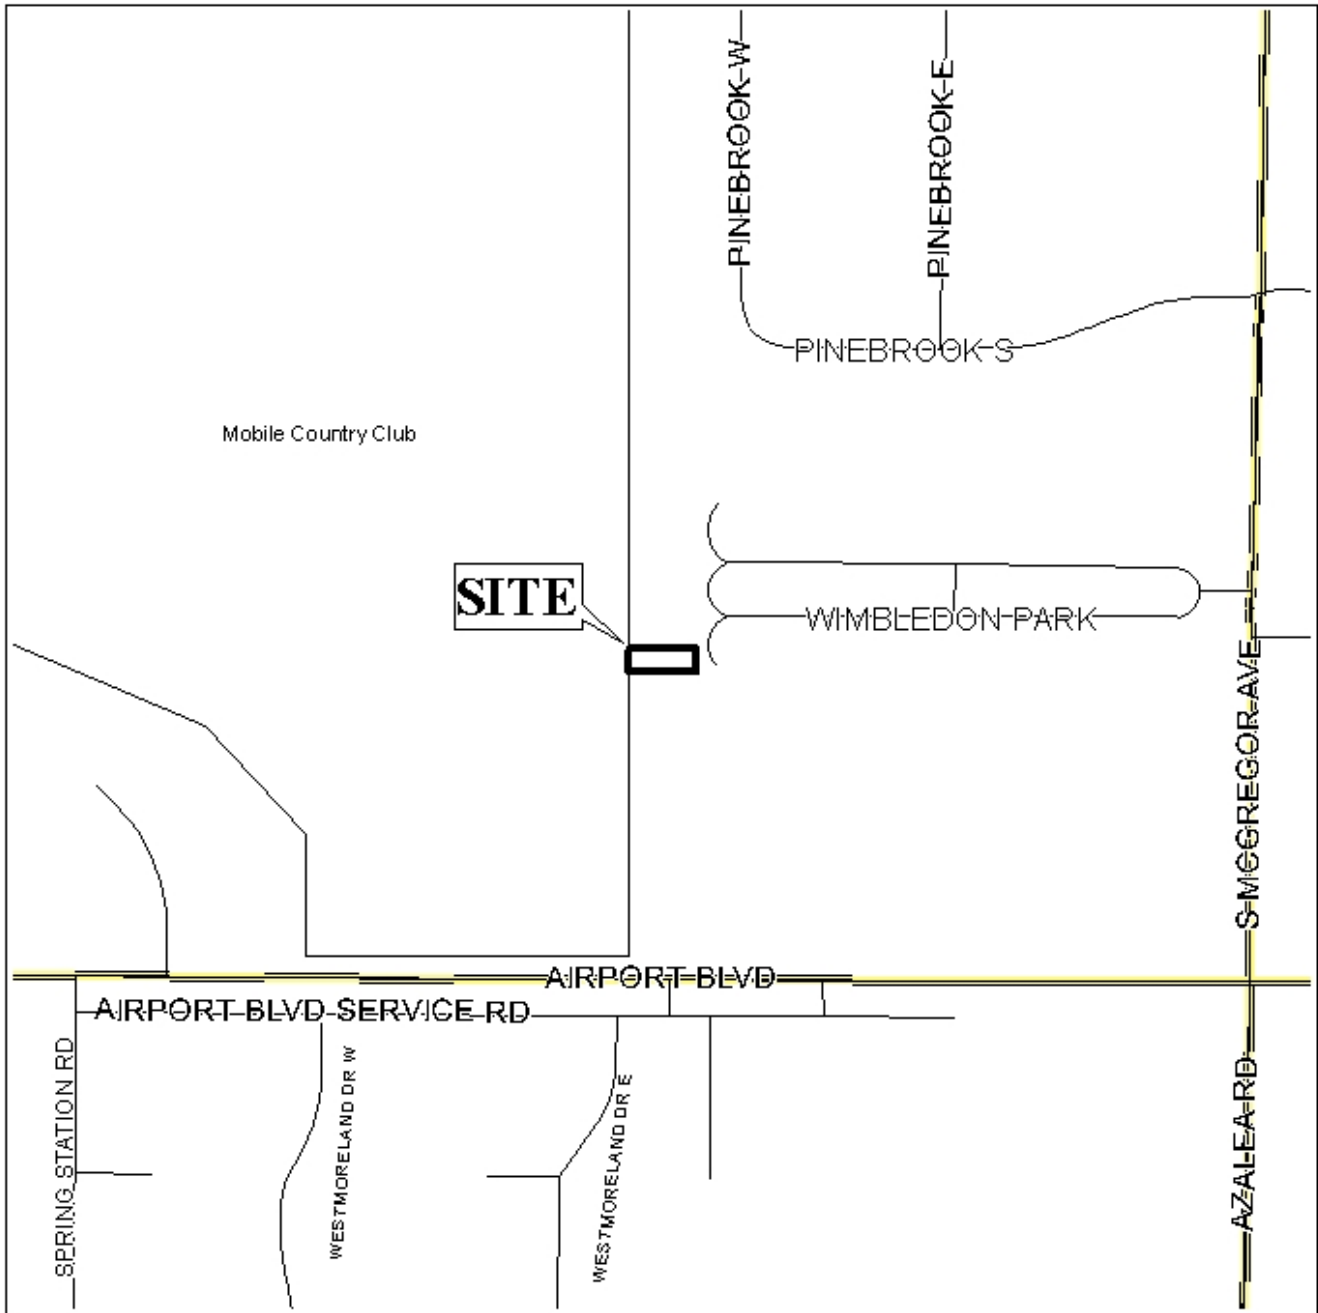 PINEBROOK W
PINEBROOK E
PINEBROOK S
Mobile Country Club
SITE
WIMBLEDON PARK
S MCGREGOR AVE
AIRPORT BLVD
AIRPORT BLVD SERVICE RD
SPRING STATION RD
WESTMORELAND DR W
WESTMORELAND DR E
AZALEA RD